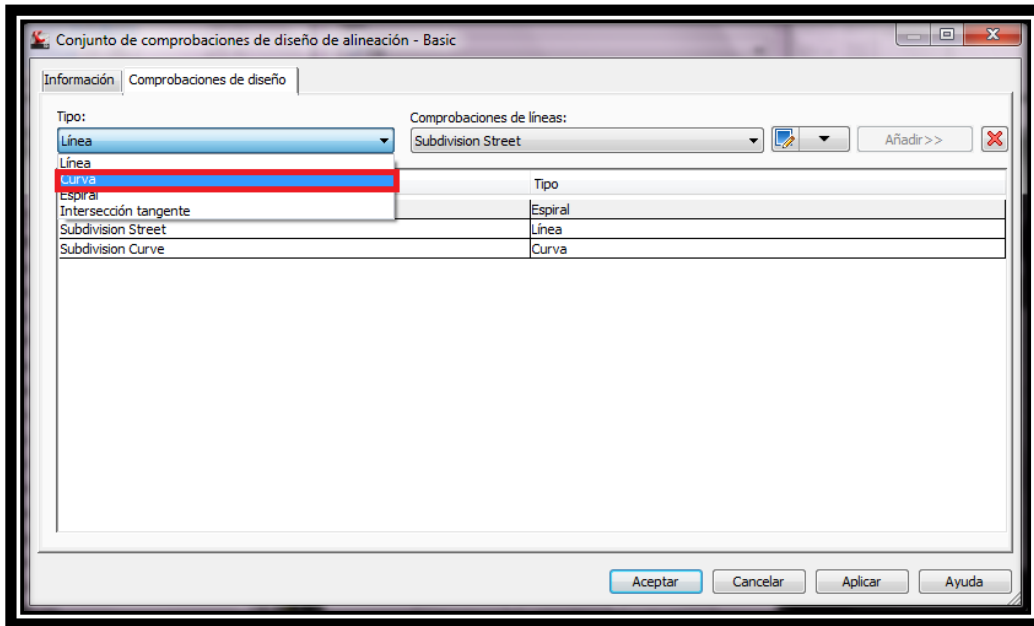 Conjunto de comprobaciones de diseño de alineación - Basic
Información
Comprobaciones de diseño
Tipo:
Comprobaciones de líneas:
Línea
Subdivision Street
Añadir>>
Línea
Curva
Espiral
Intersección tangente
Tipo
Espiral
Subdivision Street
Línea
Subdivision Curve
Curva
Aceptar
Cancelar
Aplicar
Ayuda